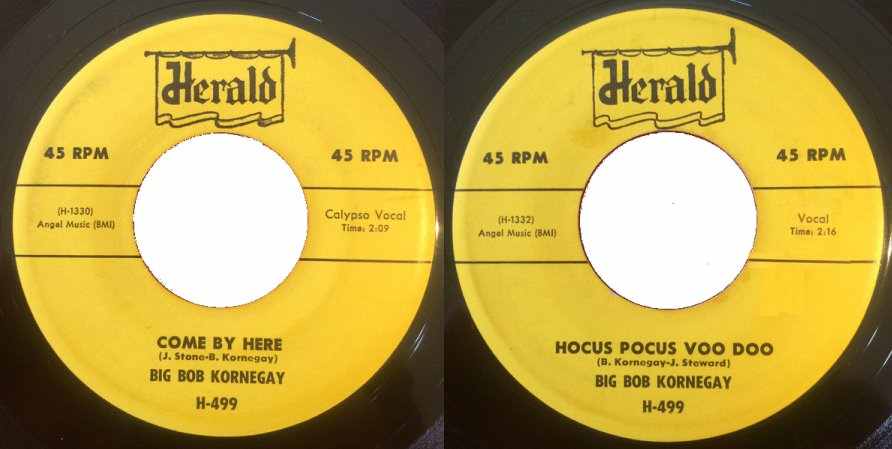 Herald
45 RPM
45 RPM
(H-1330)
Angel Music (BMI)
Calypso Vocal
Time: 2:09
COME BY HERE
(J. Stone-B. Kornegay)
BIG BOB KORNEGAY
H-499
Herald
45 RPM
45 RPM
(H-1332)
Angel Music (BMI)
Vocal
Time: 2:16
HOCUS POCUS VOO DOO
(B. Kornegay-J. Steward)
BIG BOB KORNEGAY
H-499